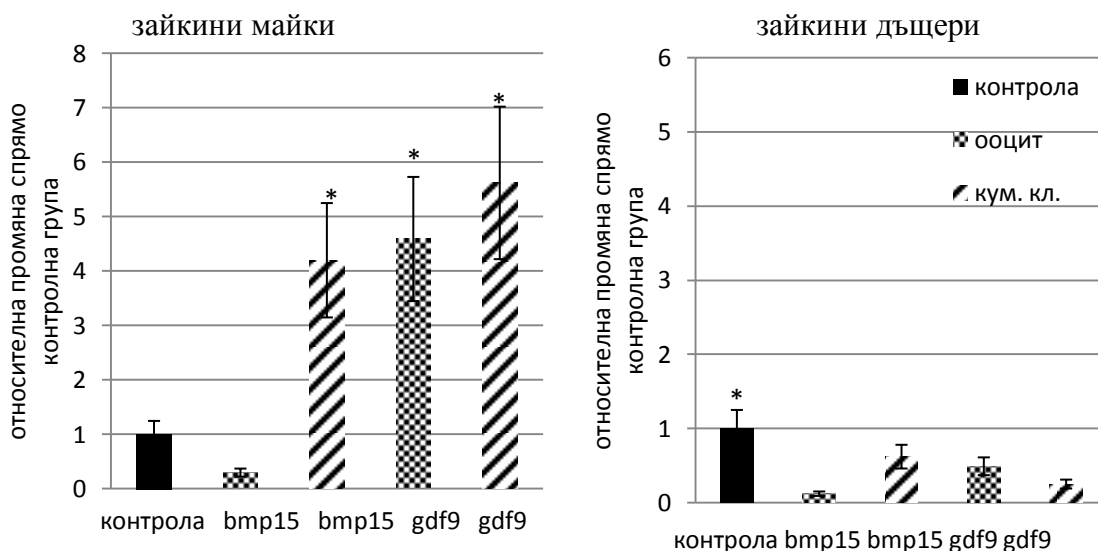 зайкини майки
относителна промяна спрямо
контролна група
8
7
6
5
4
3
2
1
0
*
*
*
контрола bmp15 bmp15 gdf9 gdf9
зайкини дъщери
относителна промяна спрямо
контролна група
6
5
4
3
2
1
0
*
контрола
ооцит
кум. кл.
контрола bmp15 bmp15 gdf9 gdf9